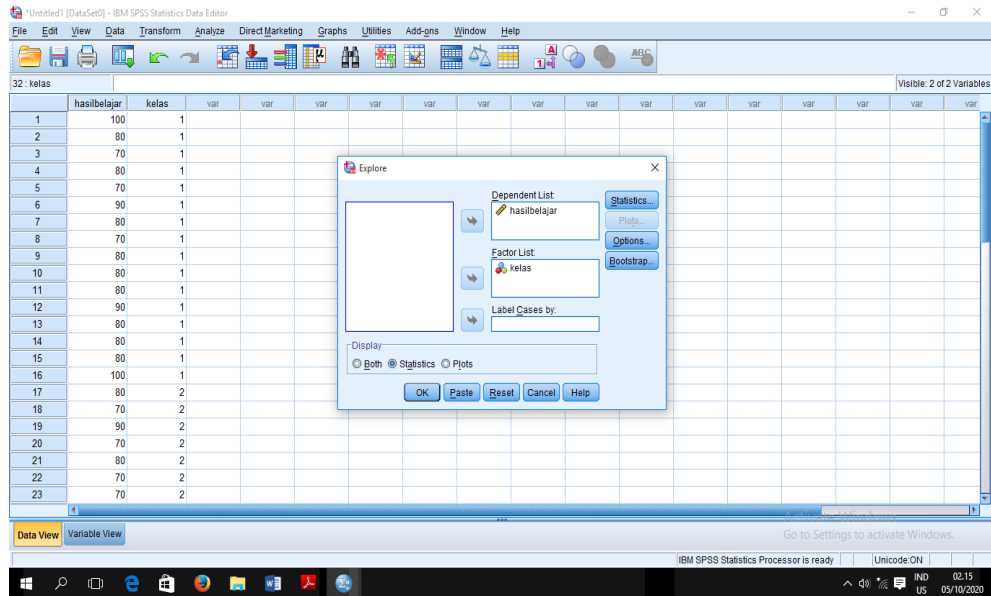 *Untitled1 [DataSet0] - IBM SPSS Statistics Data Editor
File Edit View Data Transform Analyze Direct Marketing Graphs Utilities Add-ons Window Help
32 : kelas
Visible: 2 of 2 Variables
hasilbelajar kelas var var var var var var var var var var var var var var var
1 100 1
2 80 1
3 70 1
4 80 1
5 70 1
6 90 1
7 80 1
8 70 1
9 80 1
10 80 1
11 80 1
12 90 1
13 80 1
14 80 1
15 80 1
16 100 1
17 80 2
18 70 2
19 90 2
20 70 2
21 80 2
22 70 2
23 70 2
Explore
Dependent List:
hasilbelajar
Factor List:
kelas
Label Cases by:
Statistics...
Plots...
Options...
Bootstrap...
Display
Both Statistics Plots
OK Paste Reset Cancel Help
Data View Variable View
Go to Settings to activate Windows.
IBM SPSS Statistics Processor is ready Unicode:ON
IND 02.15
US 05/10/2020